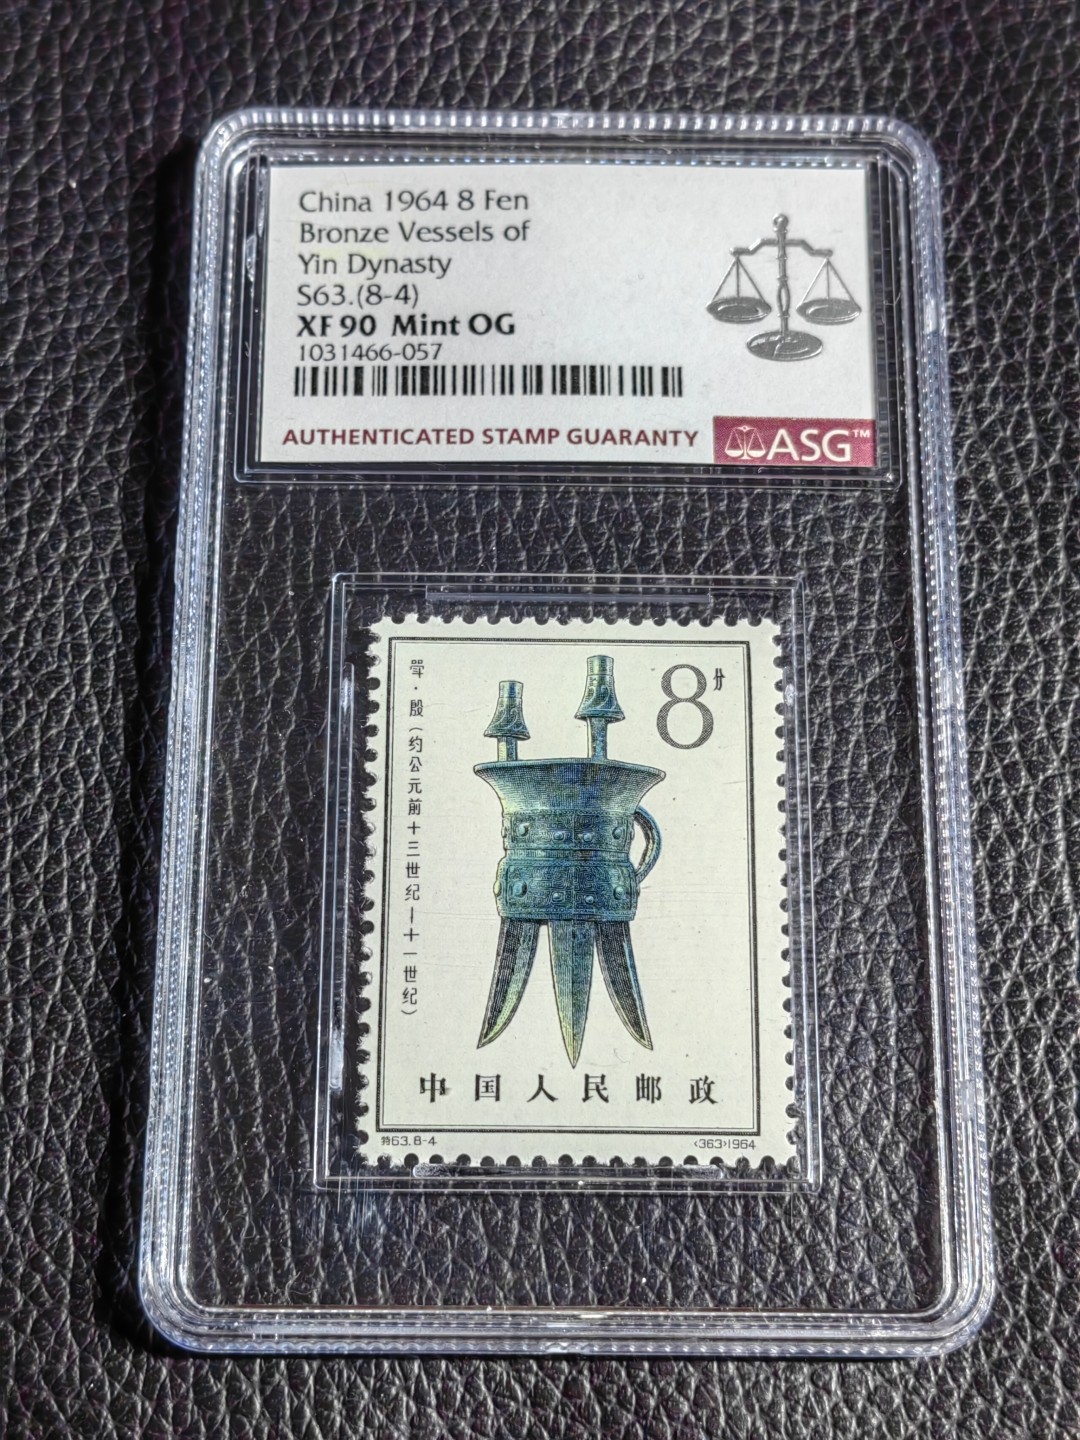 China 1964 8 Fen
Bronze Vessels of
Yin Dynasty
S63.(8-4)
XF 90 Mint OG
1031466-057
AUTHENTICATED STAMP GUARANTY
ASG™
8分
斝·殷(约公元前十三世纪—十一世纪)
中国人民邮政
特63.8-4
<363>1964